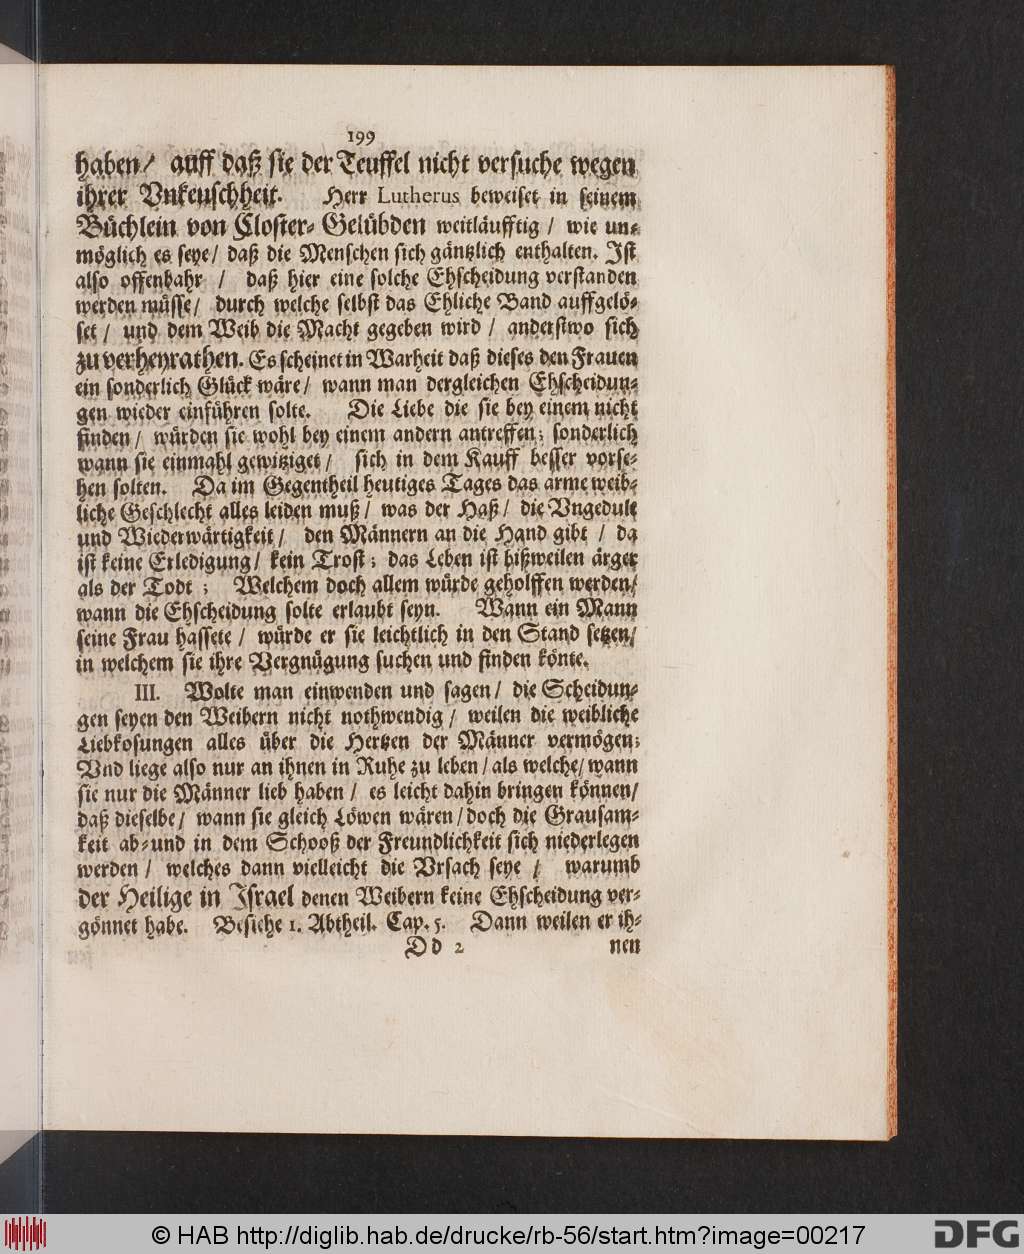 199
haben/ auff daß sie der Teuffel nicht versuche wegen
ihrer Vnkeuschheit. Herr Lutherus beweiset in seinem
Büchlein von Closter-Gelübden weitläufftig / wie un-
möglich es seye/ daß die Menschen sich gäntzlich enthalten. Ist
also offenbahr / daß hier eine solche Ehscheidung verstanden
werden müsse/ durch welche selbst das Ehliche Band auffgelö-
set / und dem Weib die Macht gegeben wird / anderstwo sich
zu verheyrathen. Es scheinet in Warheit daß dieses den Frauen
ein sonderlich Glück wäre/ wann man dergleichen Ehscheidun-
gen wieder einführen solte. Die Liebe die sie bey einem nicht
finden/ würden sie wohl bey einem andern antreffen; sonderlich
wann sie einmahl gewitziget / sich in dem Kauff besser vorse-
hen solten. Da im Gegentheil heutiges Tages das arme weib-
liche Geschlecht alles leiden muß/ was der Haß/ die Vngedult
und Wiederwärtigkeit/ den Männern an die Hand gibt / da
ist keine Erledigung/ kein Trost; das Leben ist bißweilen ärger
als der Todt ; Welchem doch allem würde geholffen werden/
wann die Ehscheidung solte erlaubt seyn. Wann ein Mann
seine Frau hassete / würde er sie leichtlich in den Stand setzen/
in welchem sie ihre Vergnügung suchen und finden könte.
III. Wolte man einwenden und sagen / die Scheidun-
gen seyen den Weibern nicht nothwendig / weilen die weibliche
Liebkosungen alles über die Hertzen der Männer vermögen;
Vnd liege also nur an ihnen in Ruhe zu leben/ als welche/ wann
sie nur die Männer lieb haben / es leicht dahin bringen können/
daß dieselbe/ wann sie gleich Löwen wären / doch die Grausam-
keit ab-und in dem Schooß der Freundlichkeit sich niederlegen
werden / welches dann vielleicht die Vrsach seye / warumb
der Heilige in Israel denen Weibern keine Ehscheidung ver-
gönnet habe. Besiehe 1. Abtheil. Cap. 5. Dann weilen er ih-
Dd 2 nen
© HAB http://diglib.hab.de/drucke/rb-56/start.htm?image=00217
DFG